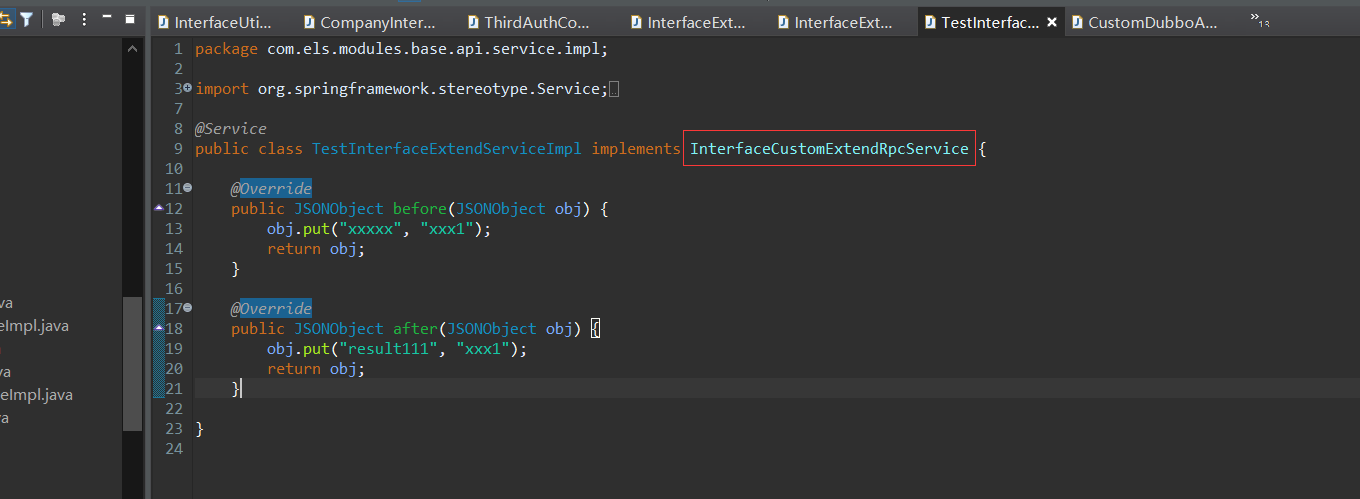 InterfaceUti... CompanyInter... ThirdAuthCo... InterfaceExt... InterfaceExt... TestInterfac... CustomDubboA... »18
1 package com.els.modules.base.api.service.impl;
2
3 import org.springframework.stereotype.Service;
7
8 @Service
9 public class TestInterfaceExtendServiceImpl implements InterfaceCustomExtendRpcService {
10
11 @Override
12 public JSONObject before(JSONObject obj) {
13 obj.put("xxxxx", "xxx1");
14 return obj;
15 }
16
17 @Override
18 public JSONObject after(JSONObject obj) {
19 obj.put("result111", "xxx1");
20 return obj;
21 }
22
23 }
24
va
eImpl.java
va
eImpl.java
va